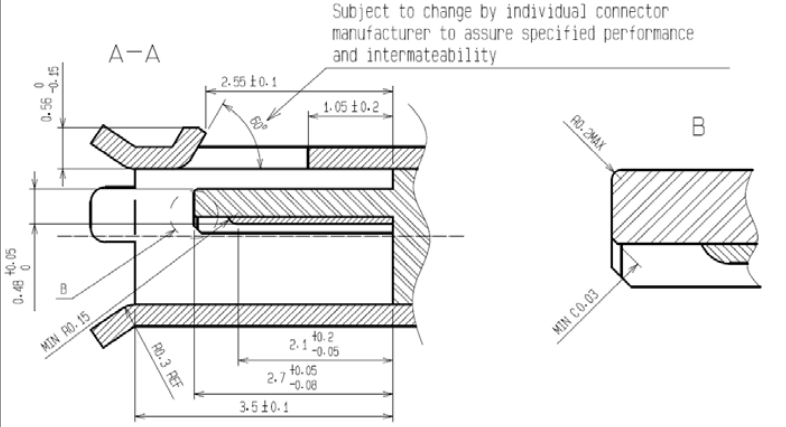 Subject to change by individual connector
manufacturer to assure specified performance
and intermateability
A-A
0.56 0 -0.15
2.55±0.1
1.05±0.2
60°
R0.2MAX
B
0.48 +0.05 0
B
MIN R0.15
R0.3 REF
2.1 +0.2 -0.05
2.7 +0.05 -0.08
3.5±0.1
MIN C0.03